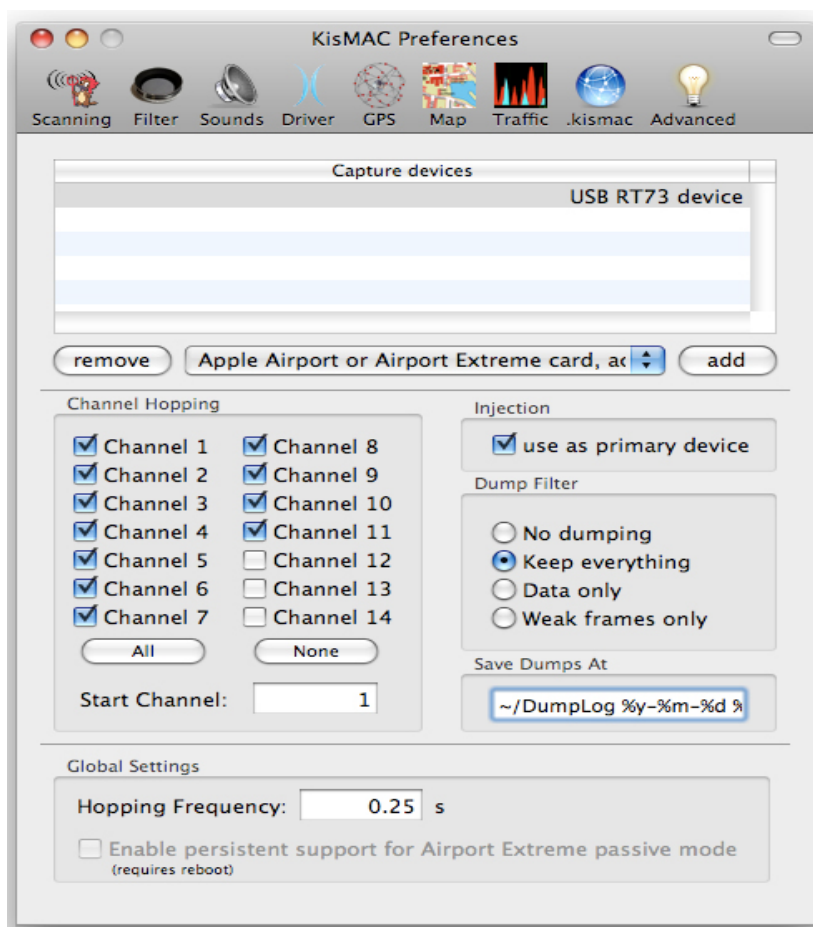 KisMAC Preferences
Scanning Filter Sounds Driver GPS Map Traffic .kismac Advanced
Capture devices
USB RT73 device
remove Apple Airport or Airport Extreme card, ac add
Channel Hopping
Channel 1 Channel 8
Channel 2 Channel 9
Channel 3 Channel 10
Channel 4 Channel 11
Channel 5 Channel 12
Channel 6 Channel 13
Channel 7 Channel 14
All None
Start Channel: 1
Injection
use as primary device
Dump Filter
No dumping
Keep everything
Data only
Weak frames only
Save Dumps At
~/DumpLog %y-%m-%d %
Global Settings
Hopping Frequency: 0.25 s
Enable persistent support for Airport Extreme passive mode
(requires reboot)